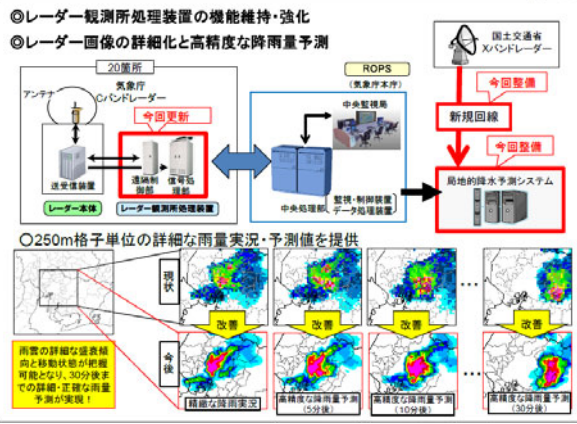 ◎レーダー観測所処理装置の機能維持・強化
◎レーダー画像の詳細化と高精度な降雨量予測
20箇所
気象庁
Cバンドレーダー
アンテナ
今回更新
送受信装置
遠隔制御部
信号処理部
レーダー本体
レーダー観測所処理装置
ROPS
(気象庁本庁)
中央監視局
中央処理部
監視・制御装置
データ処理装置
国土交通省
Xバンドレーダー
今回整備
新規回線
今回整備
局地的降水予測システム
〇250m格子単位の詳細な雨量実況・予測値を提供
現状
…
改善
改善
改善
改善
今後
…
雨雲の詳細な盛衰傾
向と移動状態が把握
可能となり、30分後ま
での詳細・正確な雨量
予測が実現!
精緻な降雨実況
高精度な降雨量予測
(5分後)
高精度な降雨量予測
(10分後)
高精度な降雨量予測
(30分後)